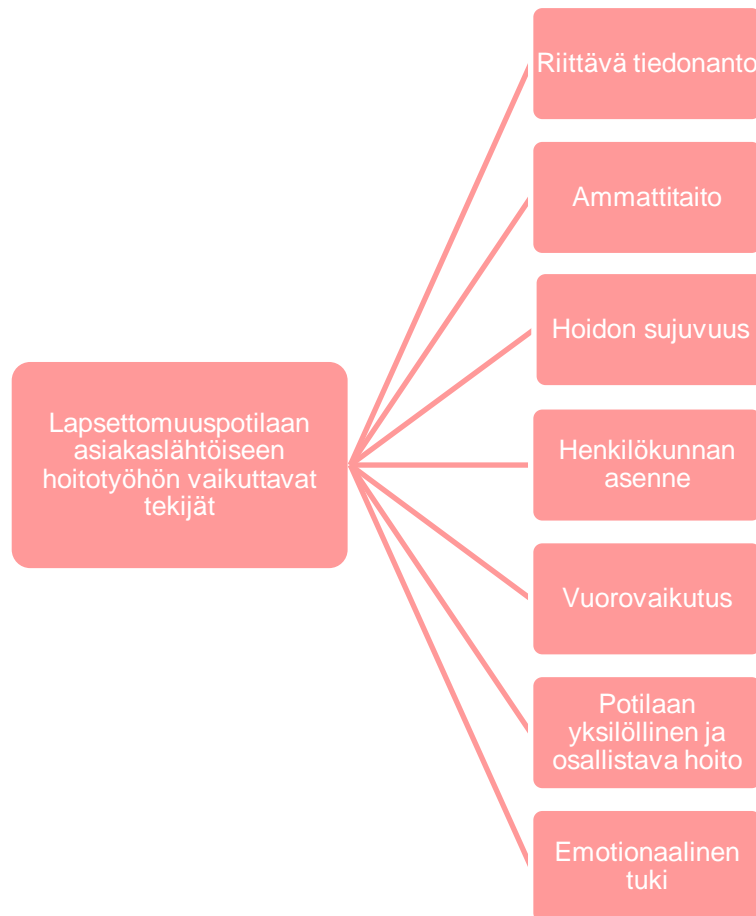 Riittävä tiedonanto
Ammattitaito
Hoidon sujuvuus
Lapsettomuuspotilaan
asiakaslähtöiseen
hoitotyöhön vaikuttavat
tekijät
Henkilökunnan
asenne
Vuorovaikutus
Potilaan
yksilöllinen ja
osallistava hoito
Emotionaalinen
tuki